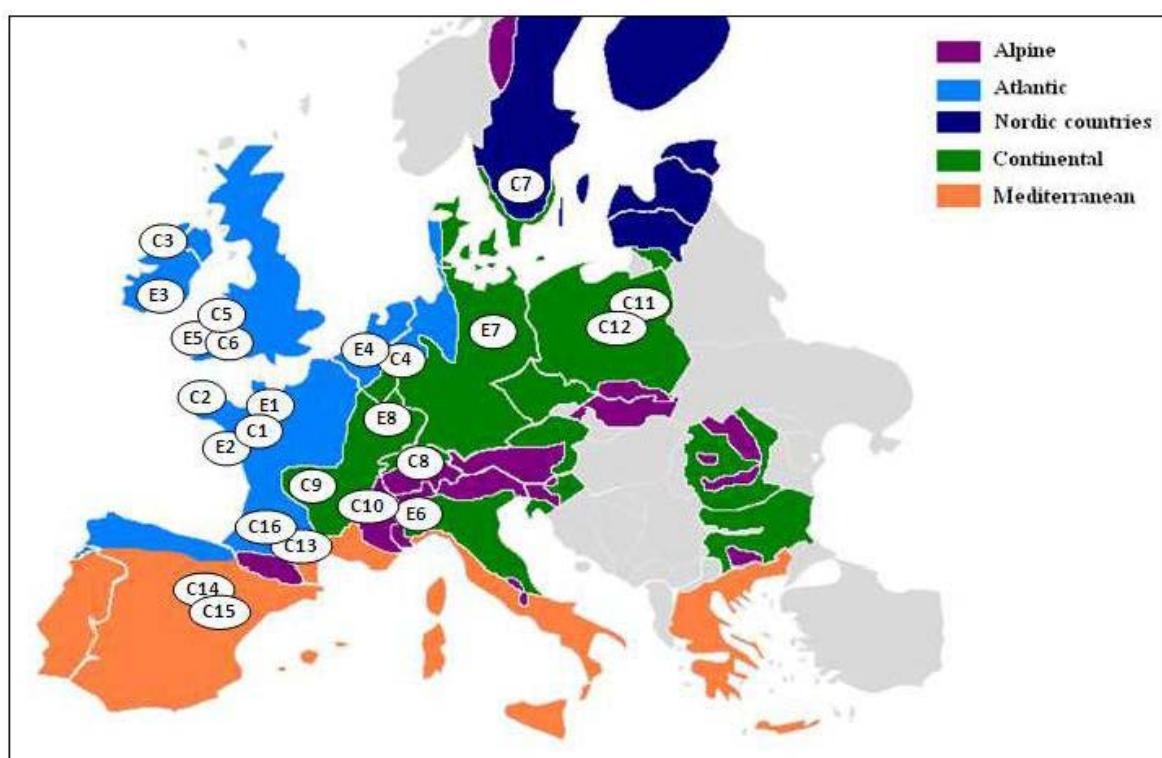 Alpine
Atlantic
Nordic countries
Continental
Mediterranean
C7
C3
E3
C5
E5
C6
C11
C12
E7
E4
C4
C2
E1
C1
E2
E8
C8
C9
C10
E6
C16
C13
C14
C15